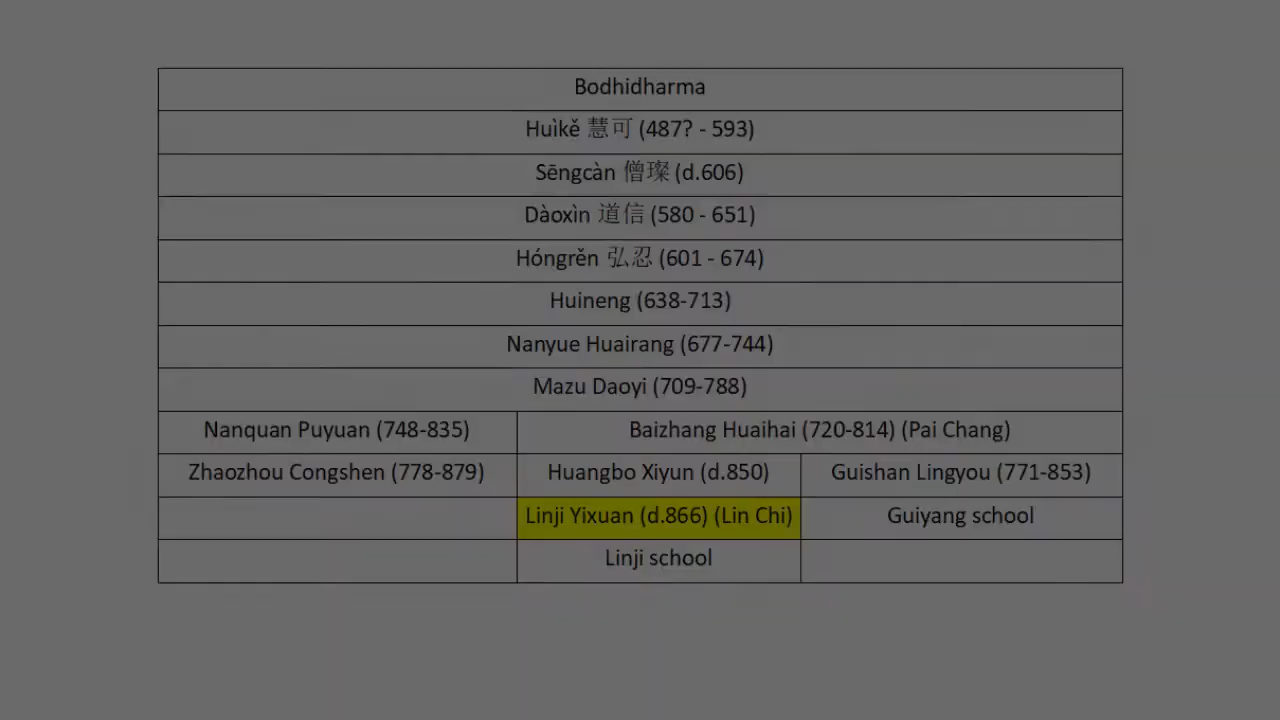 Bodhidharma
Huìkě 慧可 (487? - 593)
Sēngcàn 僧璨 (d.606)
Dàoxìn 道信 (580 - 651)
Hóngrěn 弘忍 (601 - 674)
Huineng (638-713)
Nanyue Huairang (677-744)
Mazu Daoyi (709-788)
Nanquan Puyuan (748-835) Baizhang Huaihai (720-814) (Pai Chang)
Zhaozhou Congshen (778-879) Huangbo Xiyun (d.850) Guishan Lingyou (771-853)
Linji Yixuan (d.866) (Lin Chi) Guiyang school
Linji school